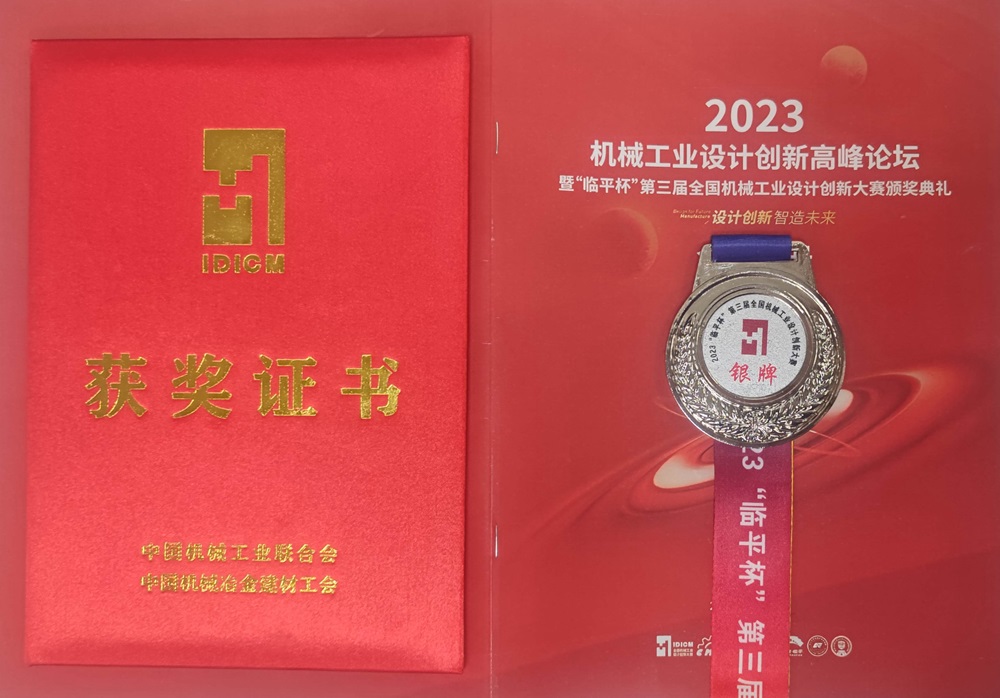 IDICM
获奖证书
中国机械工业联合会
中国机械冶金建材工会
2023
机械工业设计创新高峰论坛
暨“临平杯”第三届全国机械工业设计创新大赛颁奖典礼
Design for Future
Manufactory
设计创新 智造未来
2023“临平杯”第三届全国机械工业设计创新大赛
银牌
23“临平杯”第三届
IDICM